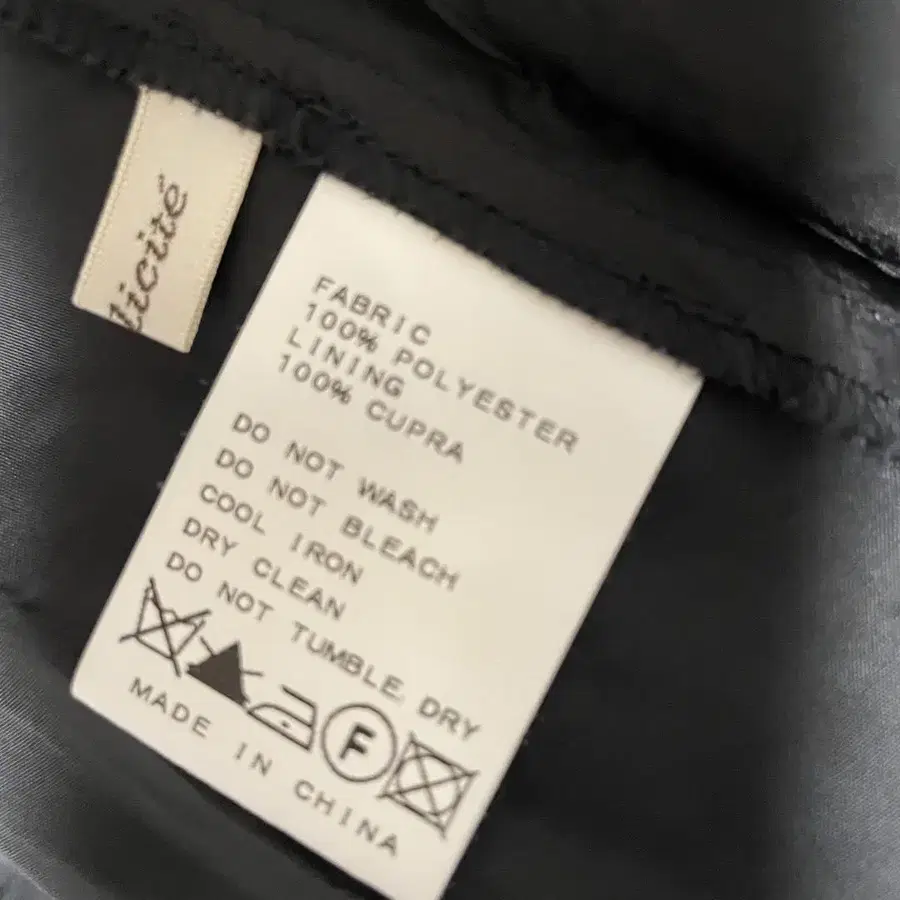 licité
FABRIC
100% POLYESTER
LINING
100% CUPRA
DO NOT WASH
DO NOT BLEACH
COOL IRON
DRY CLEAN
DO NOT TUMBLE DRY
F
MADE IN CHINA